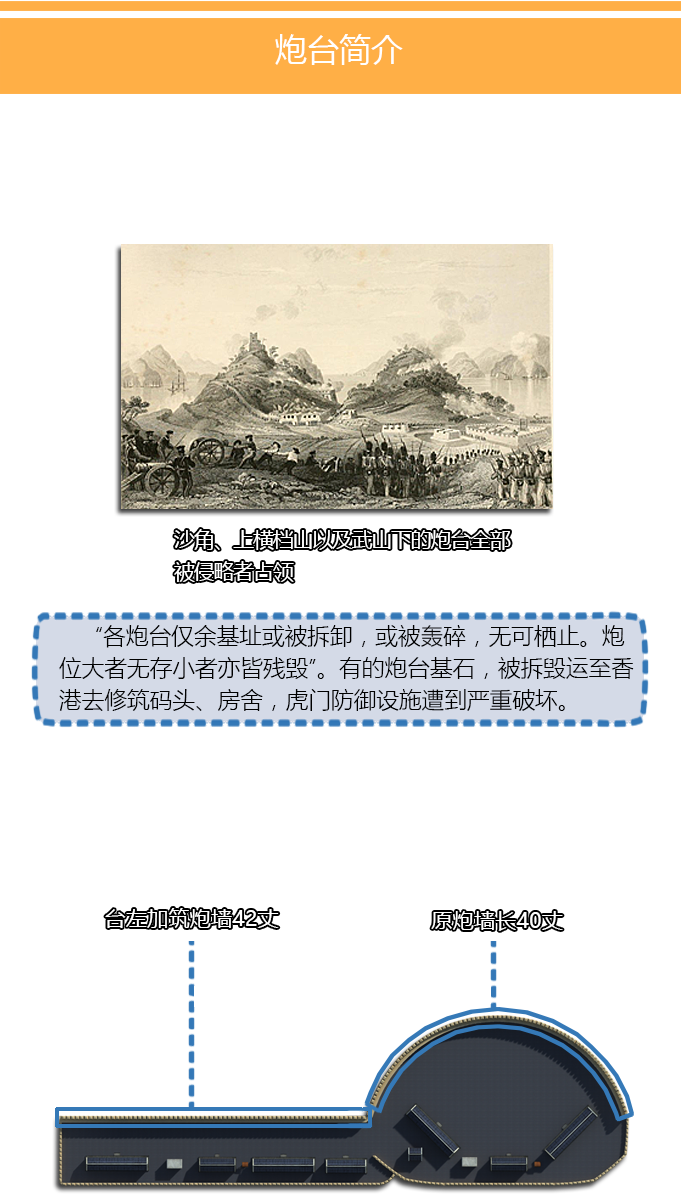 炮台简介
沙角、上横档山以及武山下的炮台全部
被侵略者占领
“各炮台仅余基址或被拆卸，或被轰碎，无可栖止。炮
位大者无存小者亦皆残毁”。有的炮台基石，被拆毁运至香
港去修筑码头、房舍，虎门防御设施遭到严重破坏。
台左加筑炮墙42丈
原炮墙长40丈